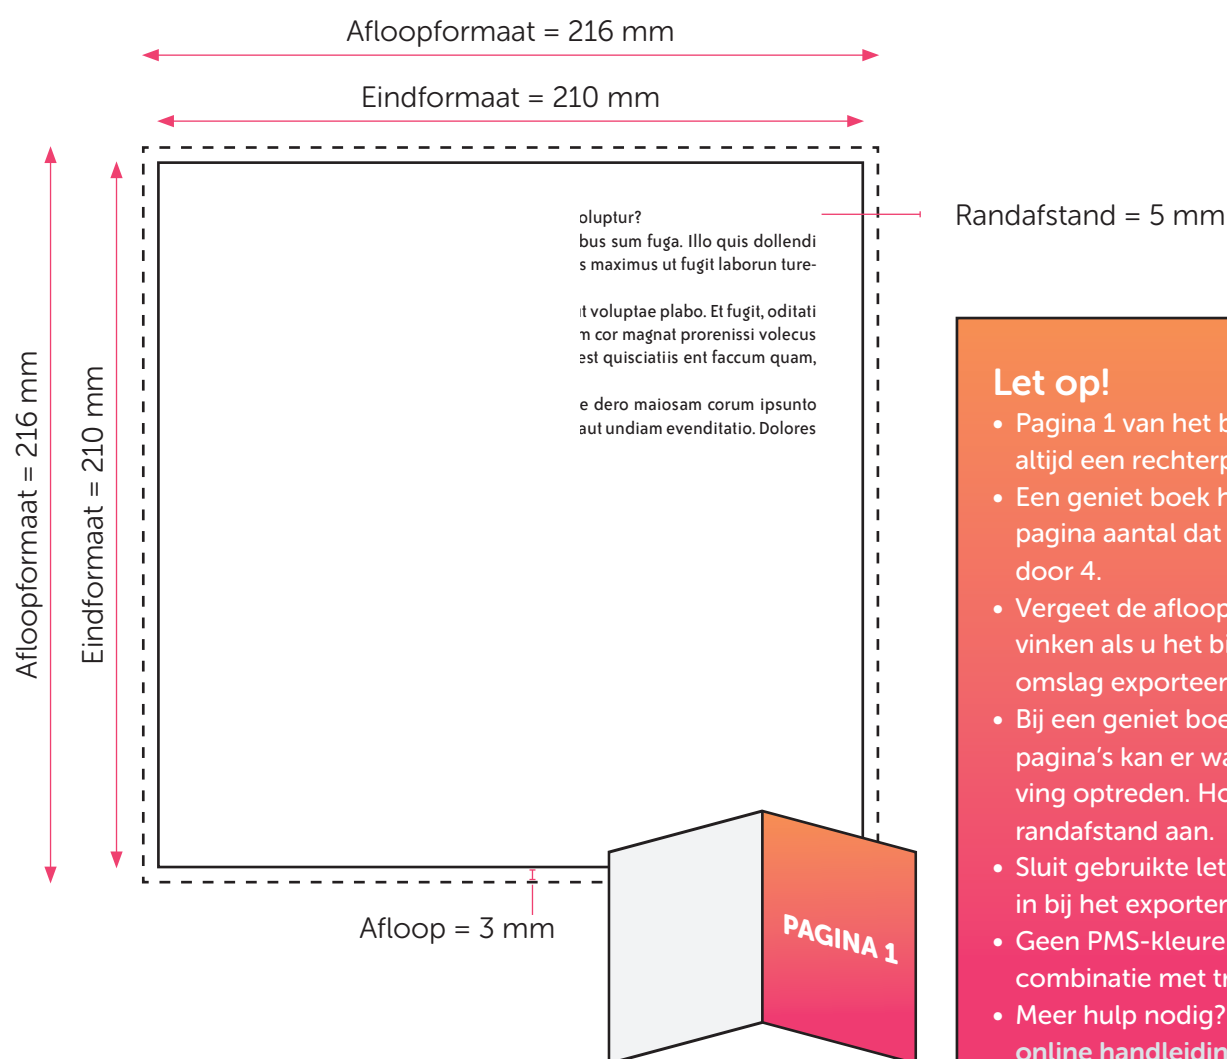 Afloopformaat = 216 mm
Eindformaat = 210 mm
Afloopformaat = 216 mm
Eindformaat = 210 mm
oluptur?
bus sum fuga. Illo quis dollendi
s maximus ut fugit laborun ture-
t voluptae plabo. Et fugit, oditati
m cor magnat prorenissi volecus
est quisciatiis ent faccum quam,
e dero maiosam corum ipsunto
aut undiam evenditatio. Dolores
Randafstand = 5 mm
Afloop = 3 mm
PAGINA 1
Let op!
• Pagina 1 van het b
altijd een rechterp
• Een geniet boek h
pagina aantal dat
door 4.
• Vergeet de afloop
vinken als u het bi
omslag exporteer
• Bij een geniet boe
pagina's kan er wa
ving optreden. Ho
randafstand aan.
• Sluit gebruikte let
in bij het exporter
• Geen PMS-kleure
combinatie met tr
• Meer hulp nodig?
online handleidin